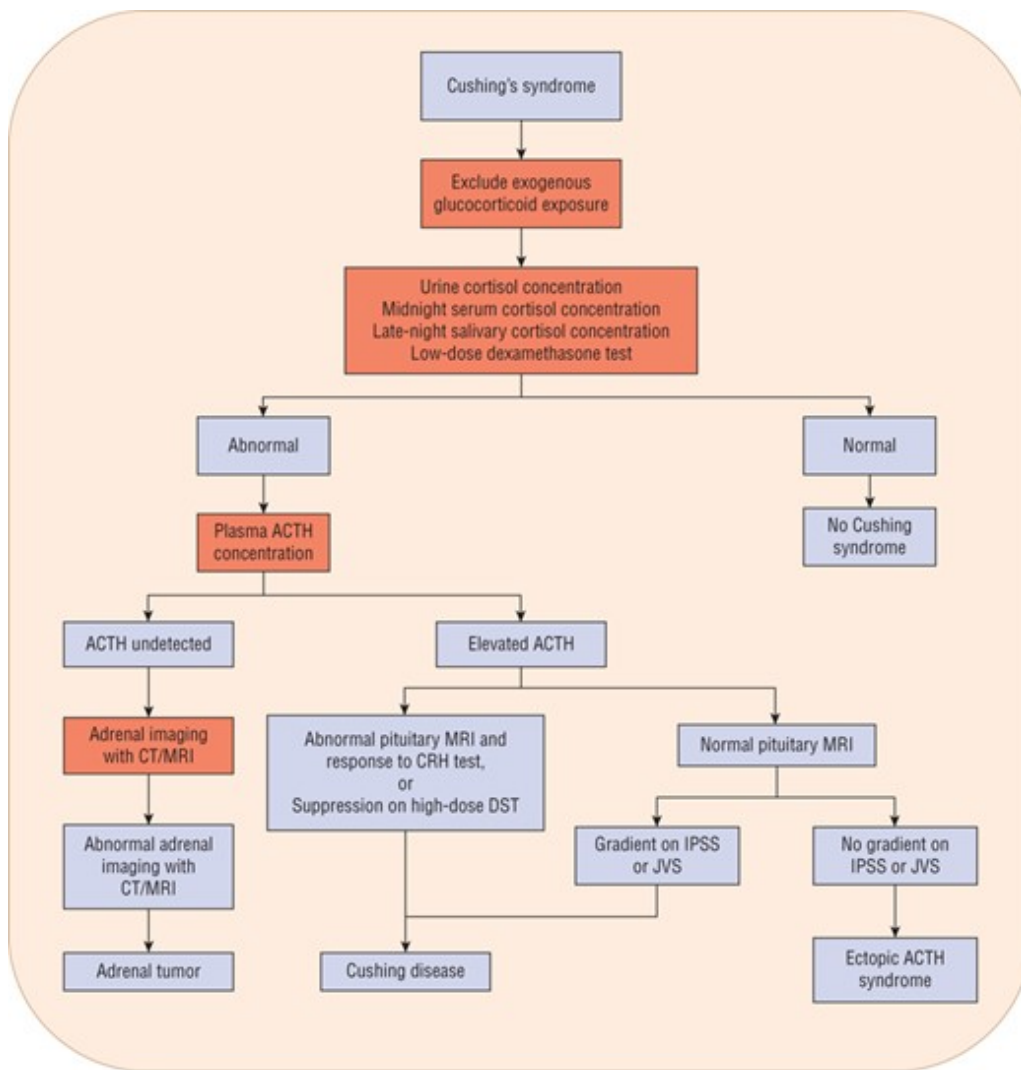 Cushing's syndrome
Exclude exogenous
glucocorticoid exposure
Urine cortisol concentration
Midnight serum cortisol concentration
Late-night salivary cortisol concentration
Low-dose dexamethasone test
Abnormal
Normal
Plasma ACTH
concentration
No Cushing
syndrome
ACTH undetected
Elevated ACTH
Adrenal imaging
with CT/MRI
Abnormal pituitary MRI and
response to CRH test,
or
Suppression on high-dose DST
Normal pituitary MRI
Abnormal adrenal
imaging with
CT/MRI
Gradient on IPSS
or JVS
No gradient on
IPSS or JVS
Adrenal tumor
Cushing disease
Ectopic ACTH
syndrome